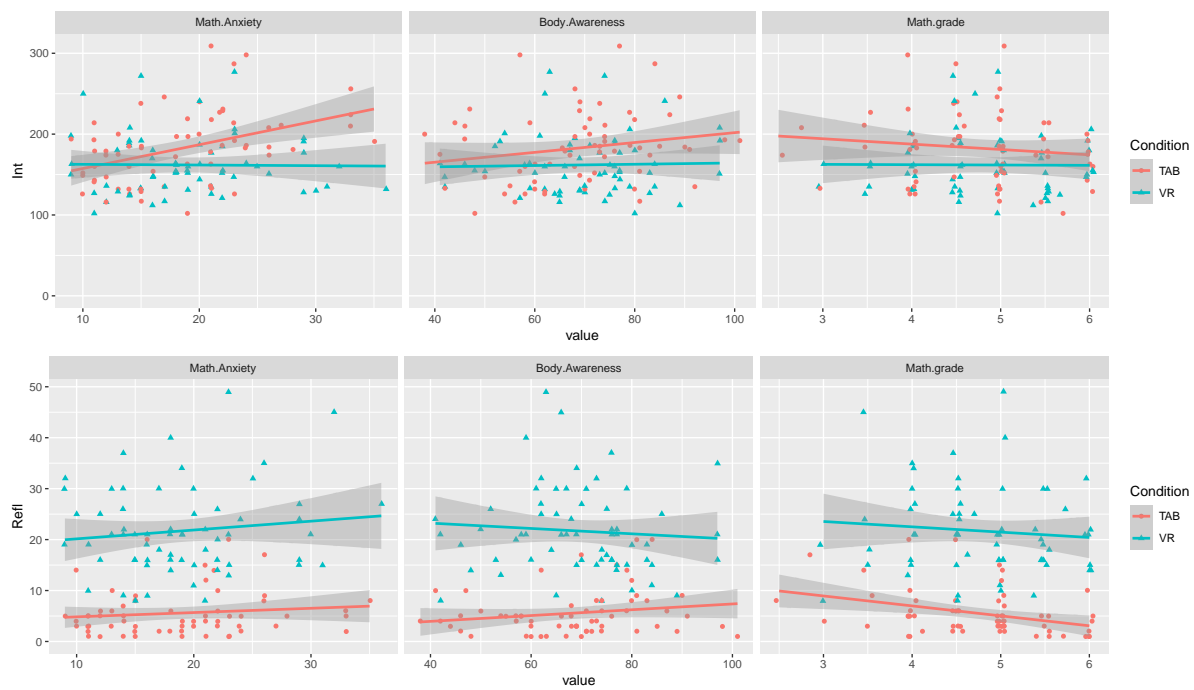 Math.Anxiety Body.Awareness Math.grade
300
200
100
0
Int
10 20 30 40 60 80 100 3 4 5 6
value
Condition
TAB
VR
Math.Anxiety Body.Awareness Math.grade
50
40
30
20
10
0
Refl
10 20 30 40 60 80 100 3 4 5 6
value
Condition
TAB
VR